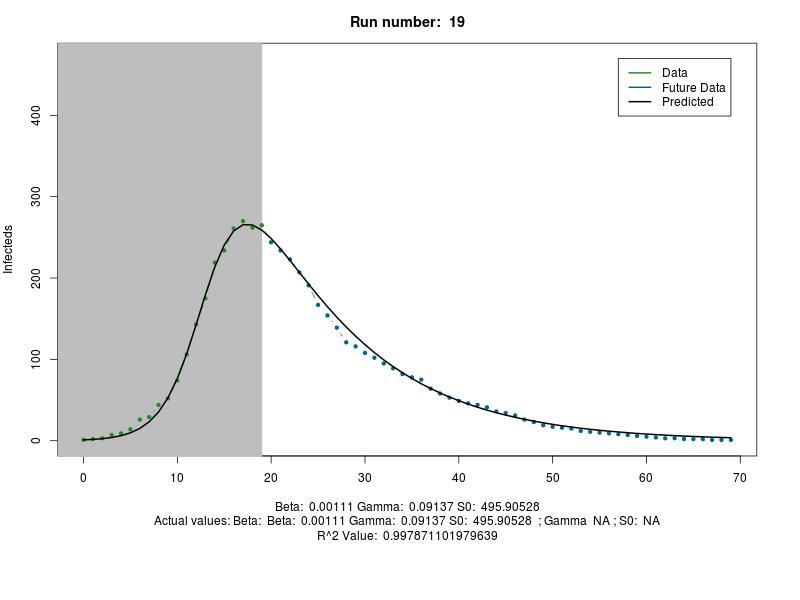 Run number: 19
Data
Future Data
Predicted
Infecteds
400
300
200
100
0
0 10 20 30 40 50 60 70
Beta: 0.00111 Gamma: 0.09137 S0: 495.90528
Actual values: Beta: Beta: 0.00111 Gamma: 0.09137 S0: 495.90528 ; Gamma NA ; S0: NA
R^2 Value: 0.997871101979639